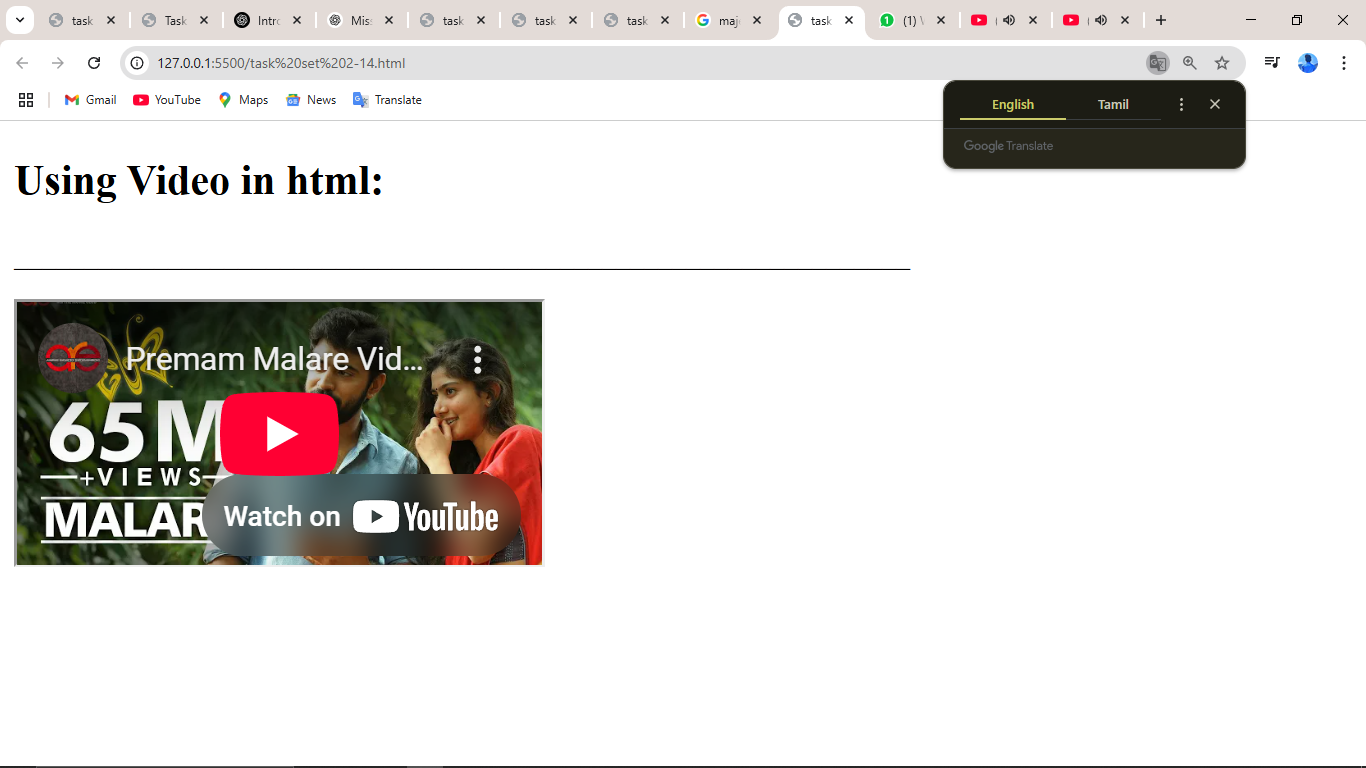 task
Task
Intro
Mis
task
task
task
maj
task
(1) W
127.0.0.1:5500/task%20set%202-14.html
Gmail
YouTube
Maps
News
Translate
English
Tamil
Google Translate
Using Video in html:
Premam Malare Vid...
65M
+VIEWS
MALAR
Watch on YouTube